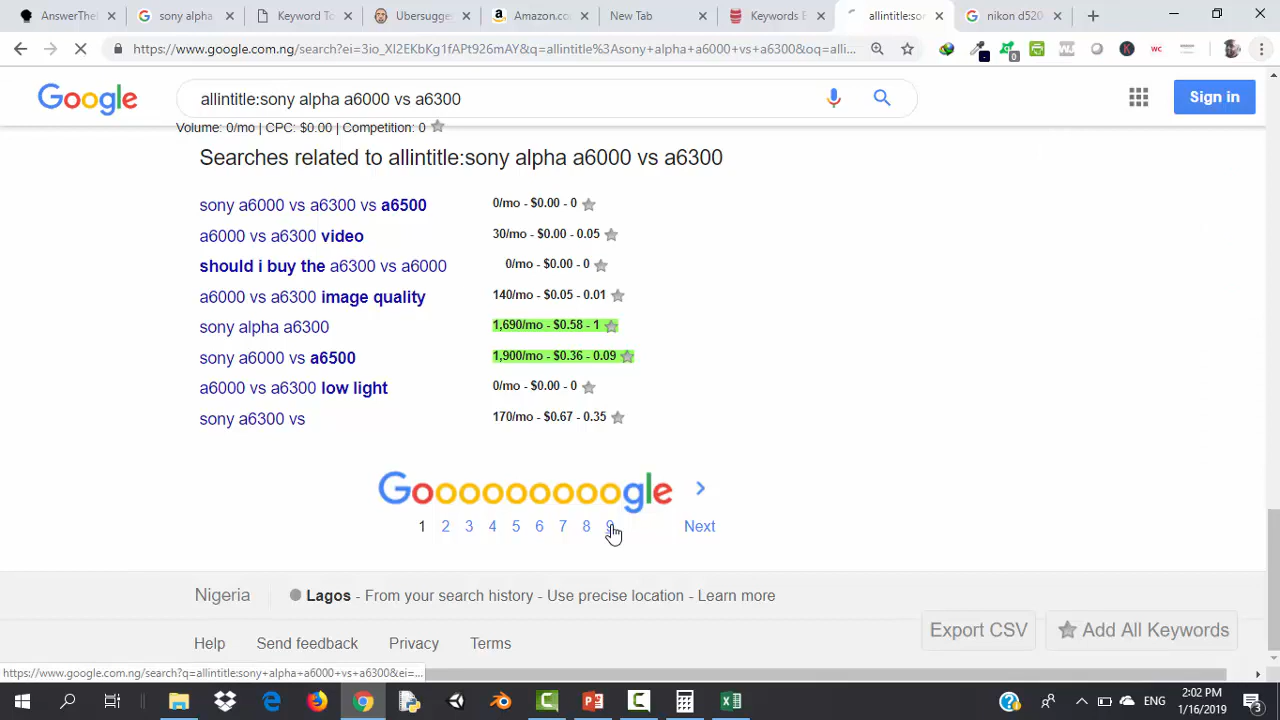 AnswerThe
sony alpha
Keyword To
Ubersugges
Amazon.co
New Tab
Keywords E
allintitle:so
nikon d520
https://www.google.com.ng/search?ei=3io_XI2EKbKg1fAPt926mAY&q=allintitle%3Asony+alpha+a6000+vs+a6300&oq=alli...
Google
allintitle:sony alpha a6000 vs a6300
Sign in
Volume: 0/mo | CPC: $0.00 | Competition: 0
Searches related to allintitle:sony alpha a6000 vs a6300
sony a6000 vs a6300 vs a6500 0/mo - $0.00 - 0
a6000 vs a6300 video 30/mo - $0.00 - 0.05
should i buy the a6300 vs a6000 0/mo - $0.00 - 0
a6000 vs a6300 image quality 140/mo - $0.05 - 0.01
sony alpha a6300 1,690/mo - $0.58 - 1
sony a6000 vs a6500 1,900/mo - $0.36 - 0.09
a6000 vs a6300 low light 0/mo - $0.00 - 0
sony a6300 vs 170/mo - $0.67 - 0.35
Goooooooooogle >
1 2 3 4 5 6 7 8 9 Next
Nigeria
Lagos - From your search history - Use precise location - Learn more
Export CSV
Add All Keywords
Help Send feedback Privacy Terms
https://www.google.com.ng/search?q=allintitle:sony+alpha+a6000+vs+a6300&ei=...
ENG
2:02 PM
1/16/2019
3